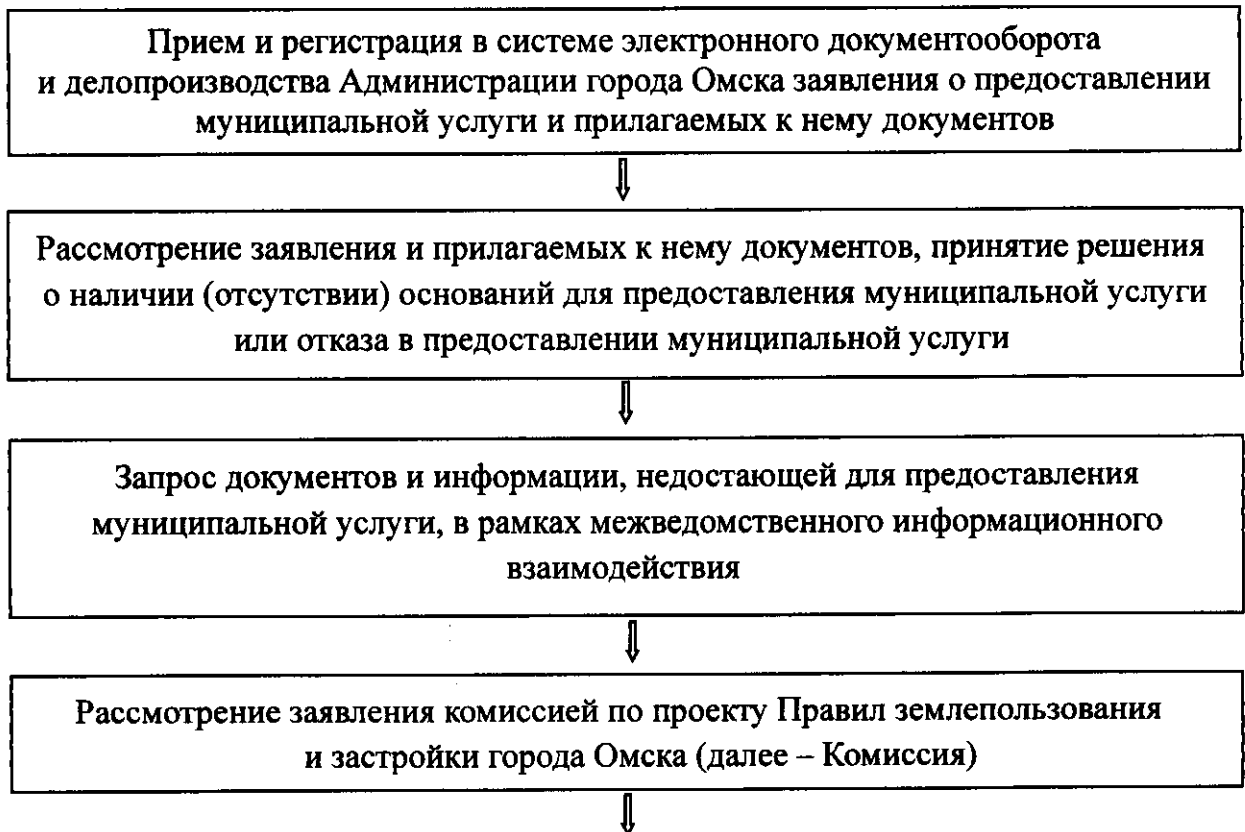 Прием и регистрация в системе электронного документооборота
и делопроизводства Администрации города Омска заявления о предоставлении
муниципальной услуги и прилагаемых к нему документов
Рассмотрение заявления и прилагаемых к нему документов, принятие решения
о наличии (отсутствии) оснований для предоставления муниципальной услуги
или отказа в предоставлении муниципальной услуги
Запрос документов и информации, недостающей для предоставления
муниципальной услуги, в рамках межведомственного информационного
взаимодействия
Рассмотрение заявления комиссией по проекту Правил землепользования
и застройки города Омска (далее – Комиссия)